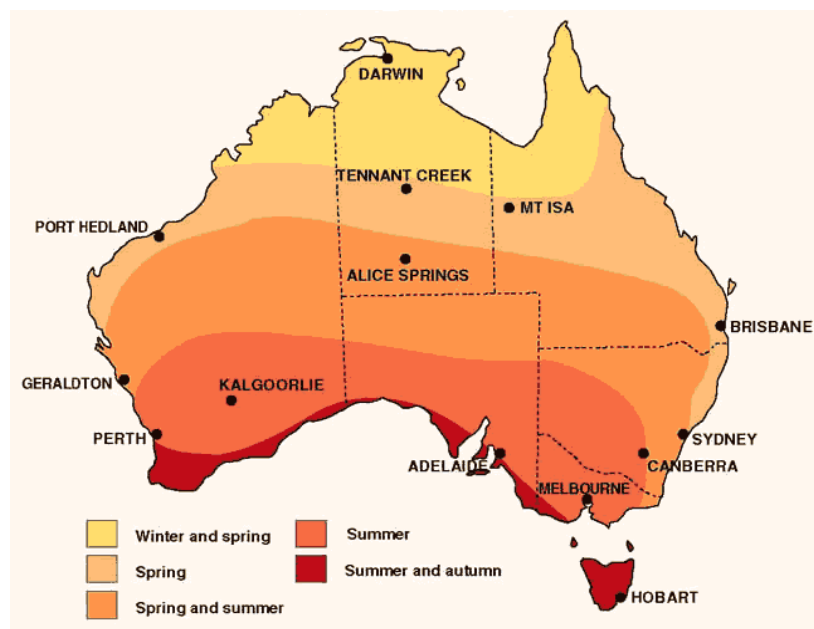 DARWIN
TENNANT CREEK
MT ISA
PORT HEDLAND
ALICE SPRINGS
BRISBANE
GERALDTON
KALGOORLIE
PERTH
SYDNEY
ADELAIDE
CANBERRA
MELBOURNE
HOBART
Winter and spring
Summer
Spring
Summer and autumn
Spring and summer